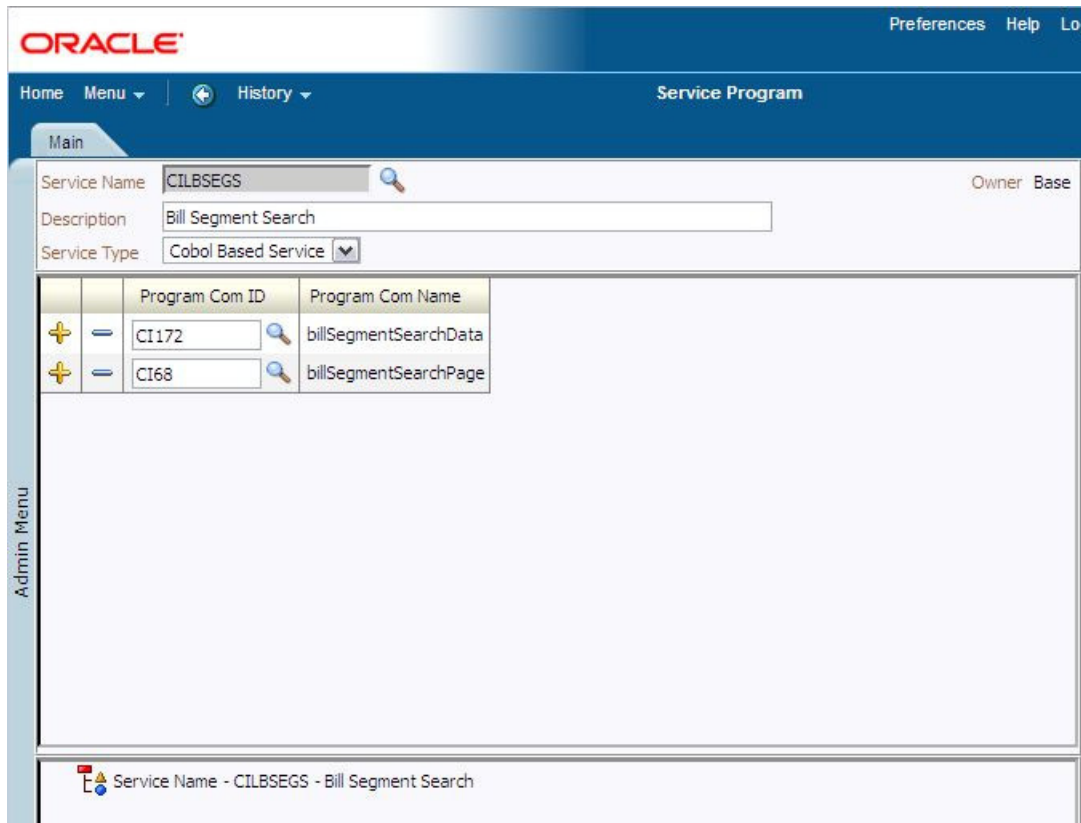 Preferences Help Lo
ORACLE
Home Menu History Service Program
Main
Service Name CILBSEGS Owner Base
Description Bill Segment Search
Service Type Cobol Based Service
Program Com ID Program Com Name
CI172 billSegmentSearchData
CI68 billSegmentSearchPage
Admin Menu
Service Name - CILBSEGS - Bill Segment Search